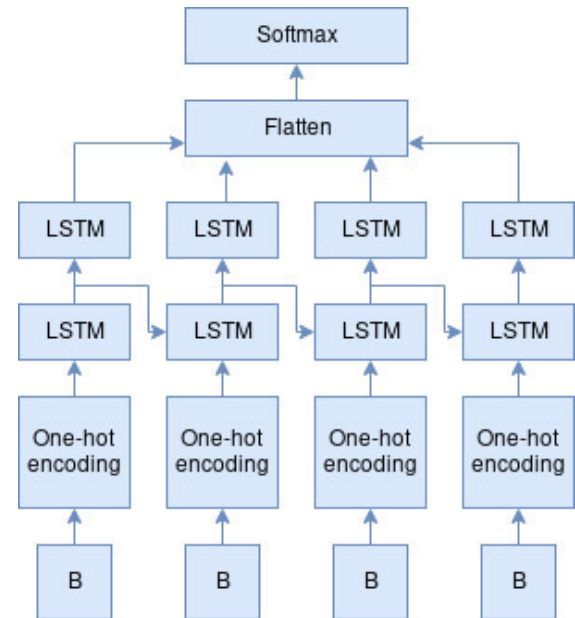 Softmax
Flatten
LSTM LSTM LSTM LSTM
LSTM LSTM LSTM LSTM
One-hot One-hot One-hot One-hot
encoding encoding encoding encoding
B B B B